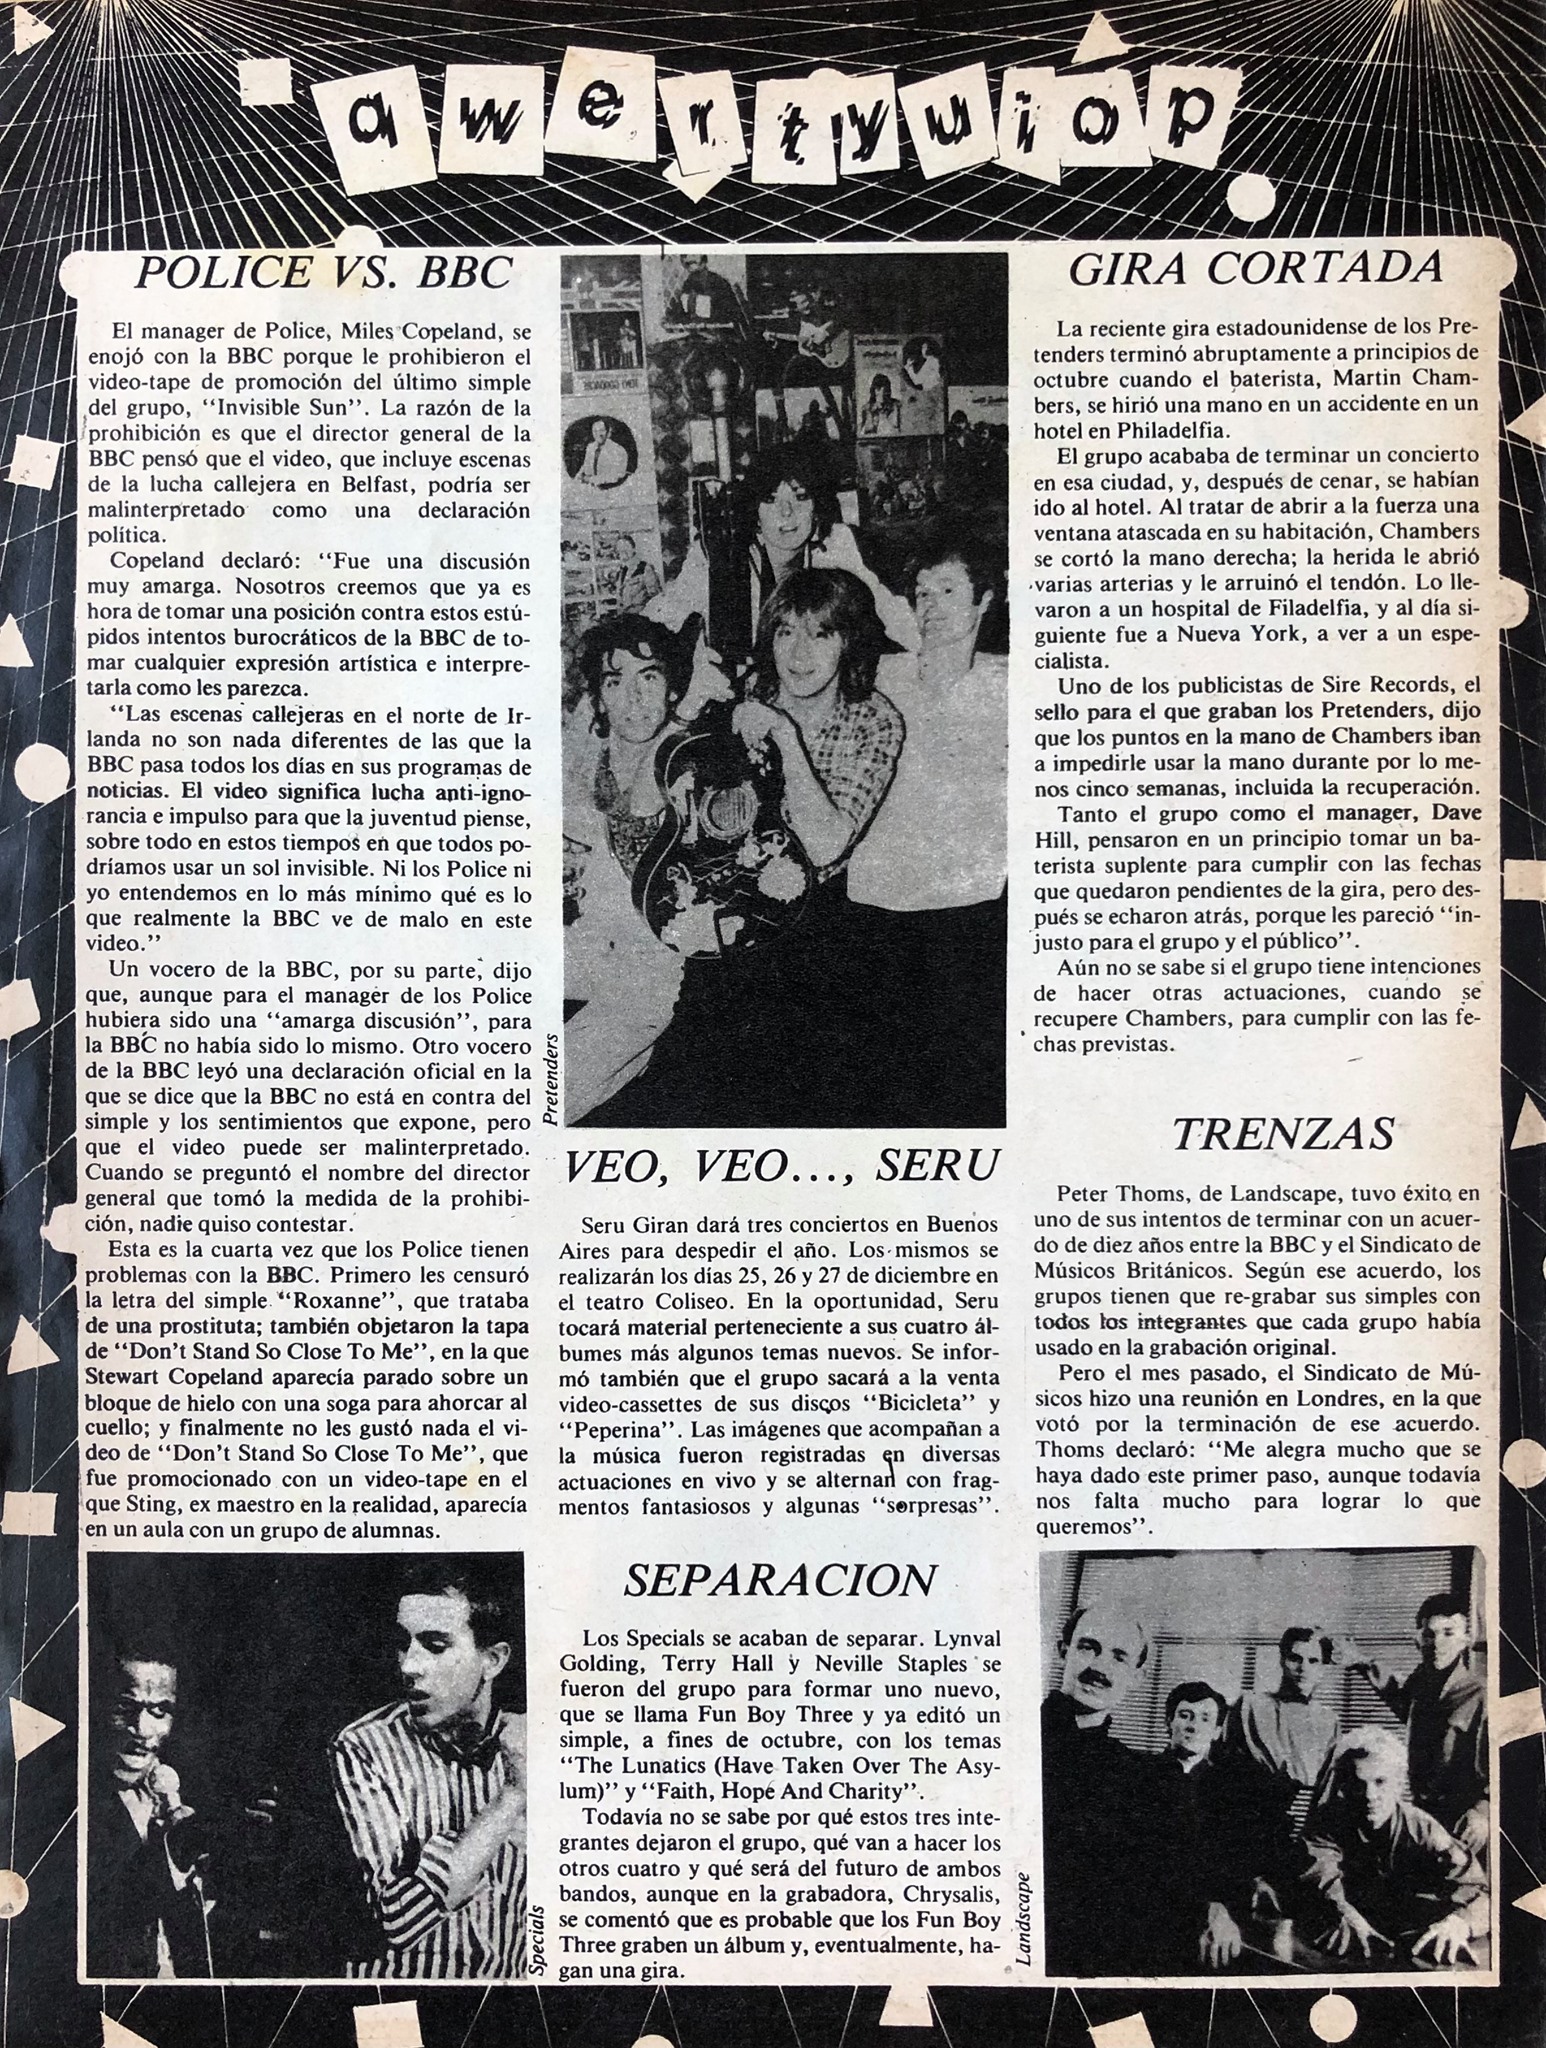 qwertyuiop
POLICE VS. BBC
El manager de Police, Miles Copeland, se
enojó con la BBC porque le prohibieron el
video-tape de promoción del último simple
del grupo, “Invisible Sun”. La razón de la
prohibición es que el director general de la
BBC pensó que el video, que incluye escenas
de la lucha callejera en Belfast, podría ser
malinterpretado como una declaración
política.
Copeland declaró: “Fue una discusión
muy amarga. Nosotros creemos que ya es
hora de tomar una posición contra estos estú-
pidos intentos burocráticos de la BBC de to-
mar cualquier expresión artística e interpre-
tarla como les parezca.
“Las escenas callejeras en el norte de Ir-
landa no son nada diferentes de las que la
BBC pasa todos los días en sus programas de
noticias. El video significa lucha anti-igno-
rancia e impulso para que la juventud piense,
sobre todo en estos tiempos en que todos po-
dríamos usar un sol invisible. Ni los Police ni
yo entendemos en lo más mínimo qué es lo
que realmente la BBC ve de malo en este
video.”
Un vocero de la BBC, por su parte, dijo
que, aunque para el manager de los Police
hubiera sido una “amarga discusión”, para
la BBC no había sido lo mismo. Otro vocero
de la BBC leyó una declaración oficial en la
que se dice que la BBC no está en contra del
simple y los sentimientos que expone, pero
que el video puede ser malinterpretado.
Cuando se preguntó el nombre del director
general que tomó la medida de la prohibi-
ción, nadie quiso contestar.
Esta es la cuarta vez que los Police tienen
problemas con la BBC. Primero les censuró
la letra del simple “Roxanne”, que trataba
de una prostituta; también objetaron la tapa
de “Don't Stand So Close To Me”, en la que
Stewart Copeland aparecía parado sobre un
bloque de hielo con una soga para ahorcar al
cuello; y finalmente no les gustó nada el vi-
deo de “Don't Stand So Close To Me”, que
fue promocionado con un video-tape en el
que Sting, ex maestro en la realidad, aparecía
en un aula con un grupo de alumnas.
Specials
Pretenders
VEO, VEO..., SERU
Seru Giran dará tres conciertos en Buenos
Aires para despedir el año. Los mismos se
realizarán los días 25, 26 y 27 de diciembre en
el teatro Coliseo. En la oportunidad, Seru
tocará material perteneciente a sus cuatro ál-
bumes más algunos temas nuevos. Se infor-
mó también que el grupo sacará a la venta
video-cassettes de sus discos “Bicicleta” y
“Peperina”. Las imágenes que acompañan a
la música fueron registradas en diversas
actuaciones en vivo y se alternan con frag-
mentos fantasiosos y algunas “sorpresas”.
SEPARACION
Los Specials se acaban de separar. Lynval
Golding, Terry Hall y Neville Staples se
fueron del grupo para formar uno nuevo,
que se llama Fun Boy Three y ya editó un
simple, a fines de octubre, con los temas
“The Lunatics (Have Taken Over The Asy-
lum)” y “Faith, Hope And Charity”.
Todavía no se sabe por qué estos tres inte-
grantes dejaron el grupo, qué van a hacer los
otros cuatro y qué será del futuro de ambos
bandos, aunque en la grabadora, Chrysalis,
se comentó que es probable que los Fun Boy
Three graben un álbum y, eventualmente, ha-
gan una gira.
GIRA CORTADA
La reciente gira estadounidense de los Pre-
tenders terminó abruptamente a principios de
octubre cuando el baterista, Martin Cham-
bers, se hirió una mano en un accidente en un
hotel en Philadelfia.
El grupo acababa de terminar un concierto
en esa ciudad, y, después de cenar, se habían
ido al hotel. Al tratar de abrir a la fuerza una
ventana atascada en su habitación, Chambers
se cortó la mano derecha; la herida le abrió
varias arterias y le arruinó el tendón. Lo lle-
varon a un hospital de Filadelfia, y al día si-
guiente fue a Nueva York, a ver a un espe-
cialista.
Uno de los publicistas de Sire Records, el
sello para el que graban los Pretenders, dijo
que los puntos en la mano de Chambers iban
a impedirle usar la mano durante por lo me-
nos cinco semanas, incluida la recuperación.
Tanto el grupo como el manager, Dave
Hill, pensaron en un principio tomar un ba-
terista suplente para cumplir con las fechas
que quedaron pendientes de la gira, pero des-
pués se echaron atrás, porque les pareció “in-
justo para el grupo y el público”.
Aún no se sabe si el grupo tiene intenciones
de hacer otras actuaciones, cuando se
recupere Chambers, para cumplir con las fe-
chas previstas.
TRENZAS
Peter Thoms, de Landscape, tuvo éxito en
uno de sus intentos de terminar con un acuer-
do de diez años entre la BBC y el Sindicato de
Músicos Británicos. Según ese acuerdo, los
grupos tienen que re-grabar sus simples con
todos los integrantes que cada grupo había
usado en la grabación original.
Pero el mes pasado, el Sindicato de Mú-
sicos hizo una reunión en Londres, en la que
votó por la terminación de ese acuerdo.
Thoms declaró: “Me alegra mucho que se
haya dado este primer paso, aunque todavía
nos falta mucho para lograr lo que
queremos”.
Landscape